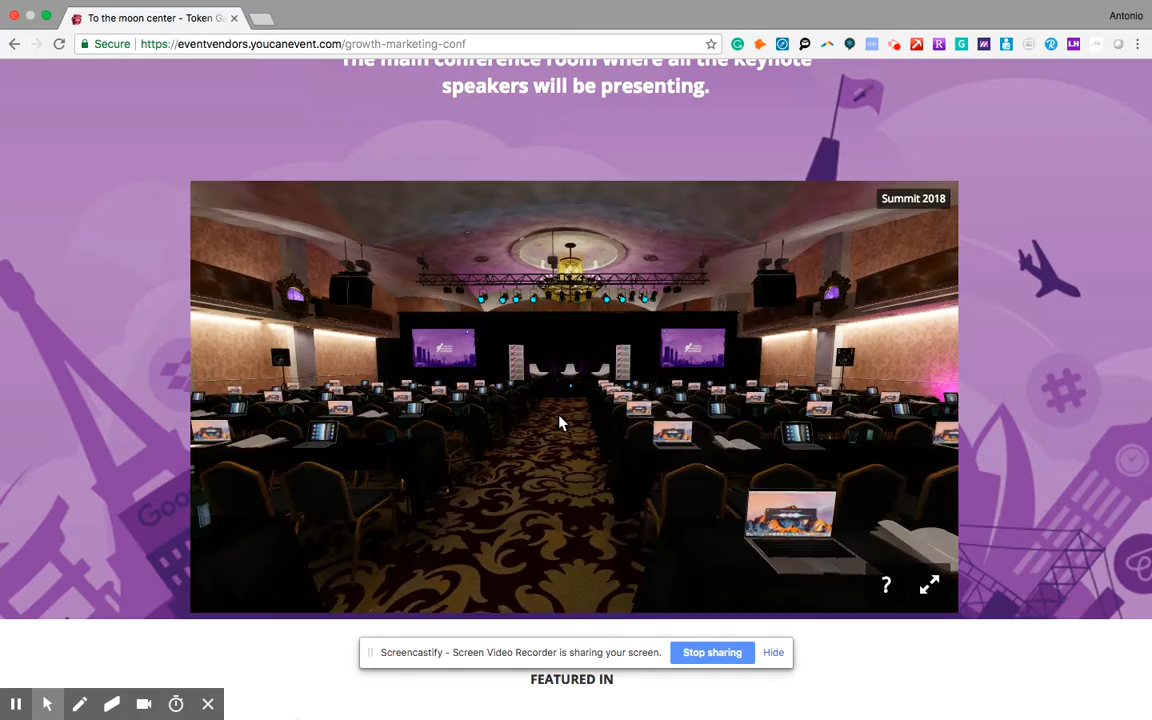 To the moon center - Token Ga
Antonio
Secure https://eventvendors.youcanevent.com/growth-marketing-conf
The main conference room where all the keynote
speakers will be presenting.
Summit 2018
#
Goo
?
Screencastify - Screen Video Recorder is sharing your screen.
Stop sharing
Hide
FEATURED IN